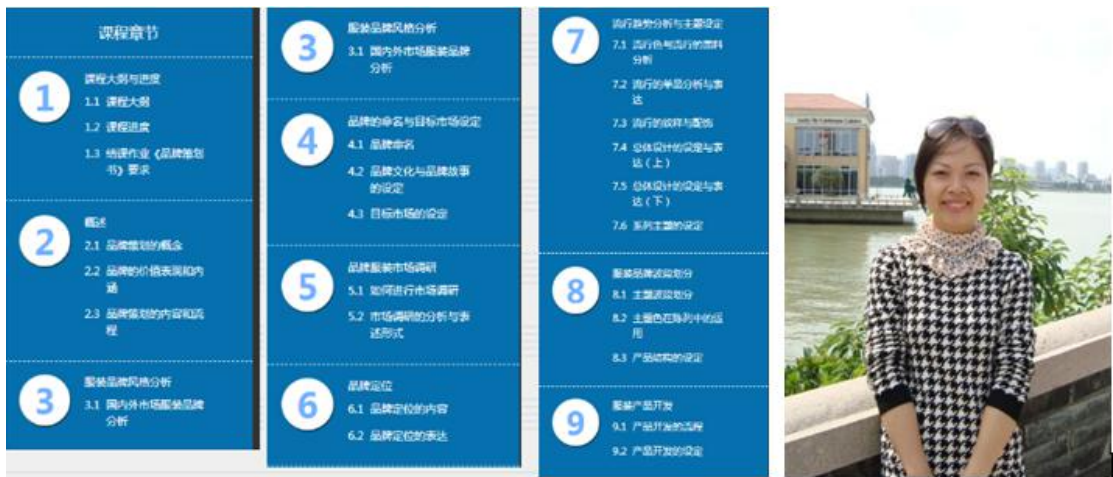 课程章节
1
课程大纲与进度
1.1 课程大纲
1.2 课程进度
1.3 结课作业《品牌策划
书》要求
2
概述
2.1 品牌策划的概念
2.2 品牌的价值表现和内
涵
2.3 品牌策划的内容和流
程
3
服装品牌风格分析
3.1 国内外市场服装品牌
分析
3
服装品牌风格分析
3.1 国内外市场服装品牌
分析
4
品牌的命名与目标市场设定
4.1 品牌命名
4.2 品牌文化与品牌故事
的设定
4.3 目标市场的设定
5
品牌服装市场调研
5.1 如何进行市场调研
5.2 市场调研的分析与表
述形式
6
品牌定位
6.1 品牌定位的内容
6.2 品牌定位的表达
7
流行趋势分析与主题设定
7.1 流行色与流行的面料
分析
7.2 流行的单品分析与表
达
7.3 流行的纹样与配饰
7.4 总体设计的设定与表
达（上）
7.5 总体设计的设定与表
达（下）
7.6 系列主题的设定
8
服装品牌波段划分
8.1 主题波段划分
8.2 主题色在陈列中的运
用
8.3 产品结构的设定
9
服装产品开发
9.1 产品开发的流程
9.2 产品开发的设定